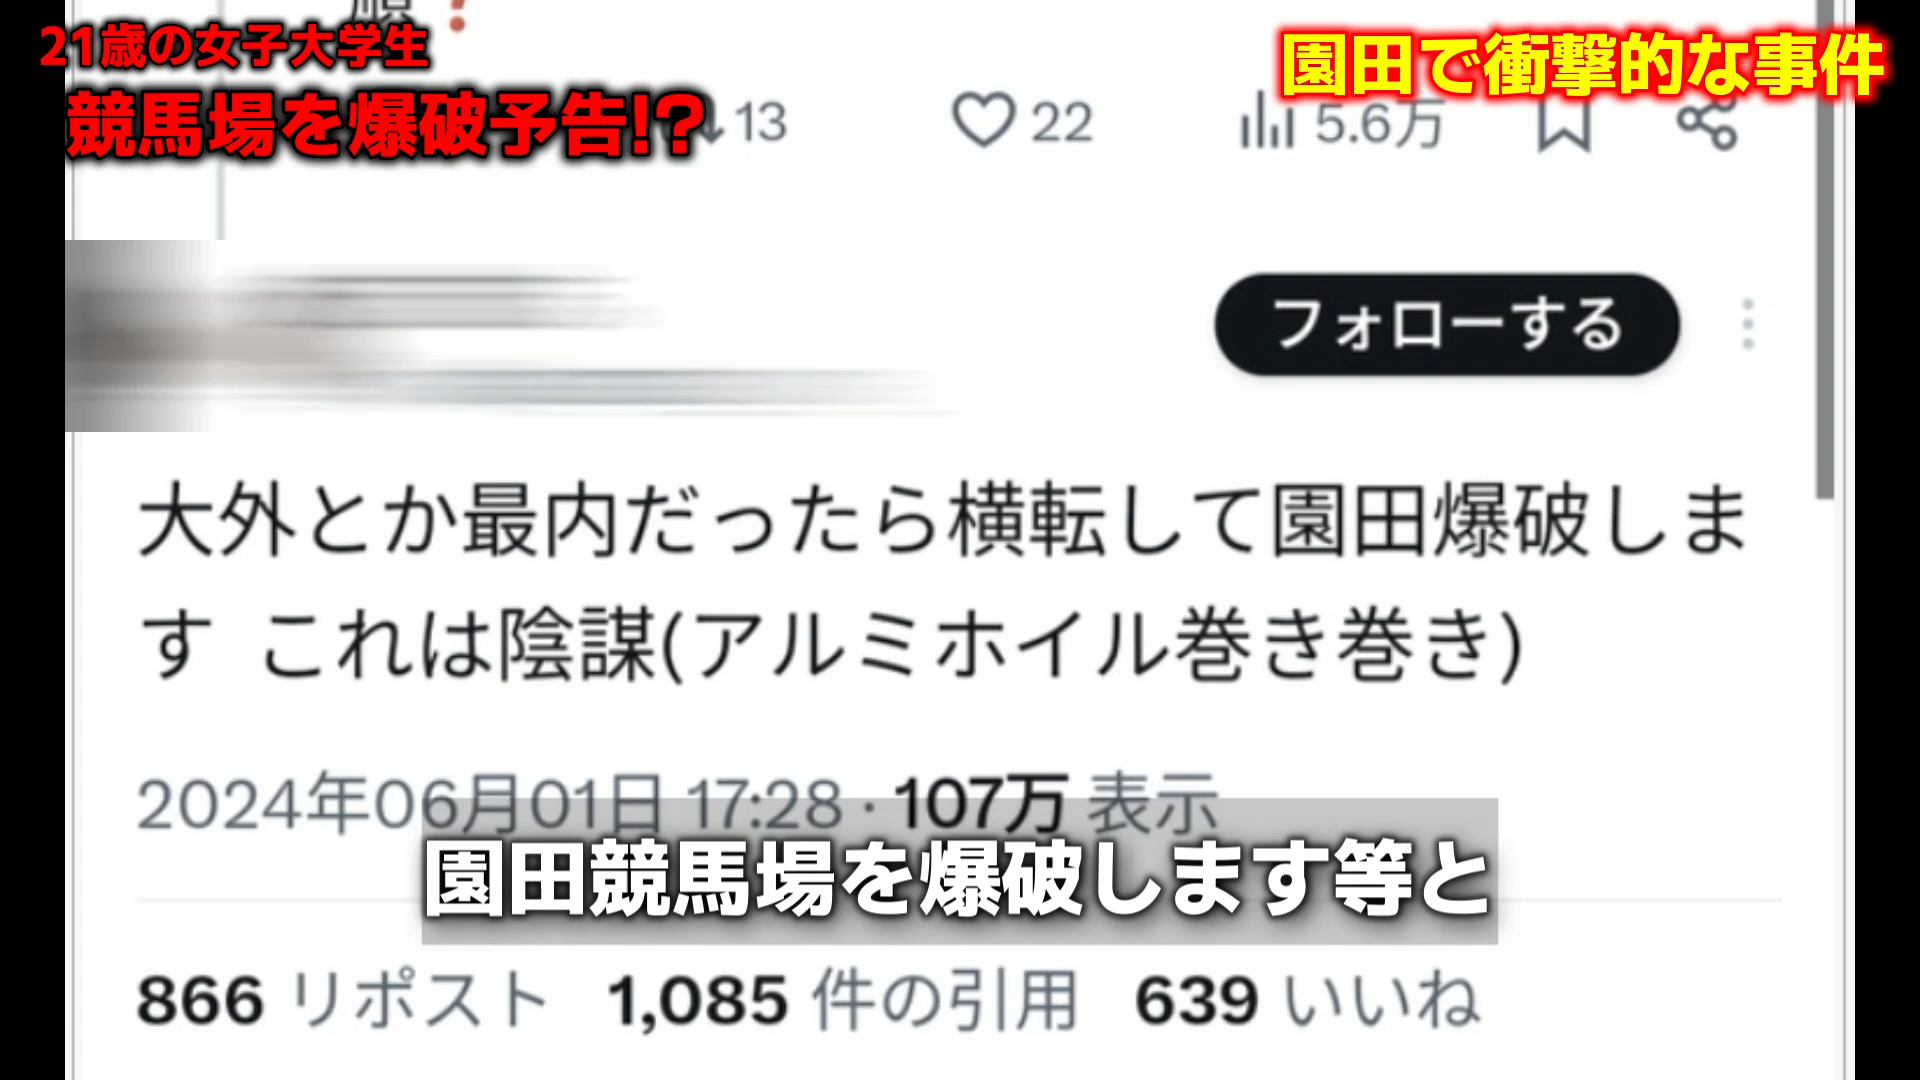 21歳の女子大学生
競馬場を爆破予告!?
園田で衝撃的な事件
13 22 5.6万
フォローする
大外とか最内だったら横転して園田爆破しま
す これは陰謀(アルミホイル巻き巻き)
2024年06月01日 17:28 · 107万 表示
園田競馬場を爆破します等と
866 リポスト 1,085 件の引用 639 いいね